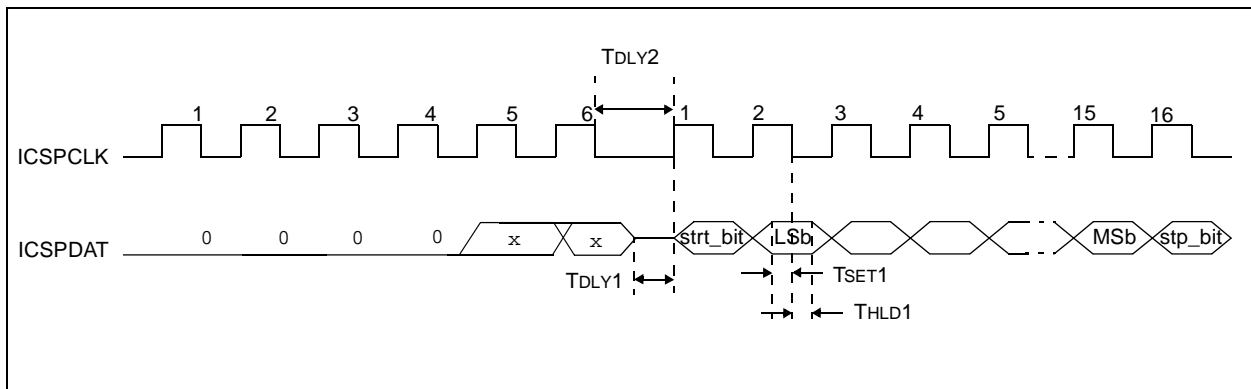 TDLY2
1 2 3 4 5 6 1 2 3 4 5 15 16
ICSPCLK
ICSPDAT
0 0 0 0 x x strt_bit LSb MSb stp_bit
TDLY1
TSET1
THLD1